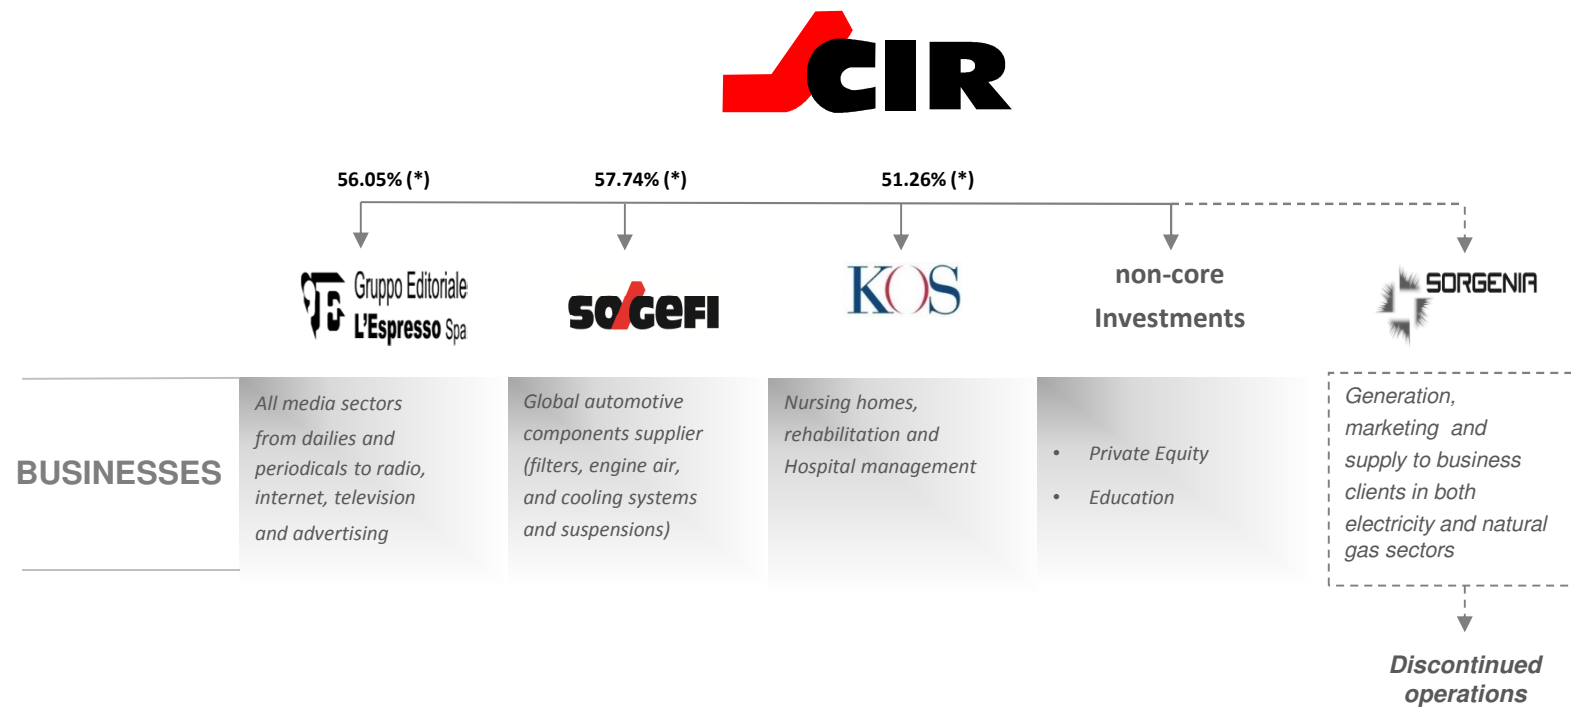 CIR
56.05% (*)
57.74% (*)
51.26% (*)
Gruppo Editoriale
L'Espresso Spa
SOGEFI
KOS
non-core
Investments
SORGENIA
BUSINESSES
All media sectors
from dailies and
periodicals to radio,
internet, television
and advertising
Global automotive
components supplier
(filters, engine air,
and cooling systems
and suspensions)
Nursing homes,
rehabilitation and
Hospital management
• Private Equity
• Education
Generation,
marketing and
supply to business
clients in both
electricity and natural
gas sectors
Discontinued
operations